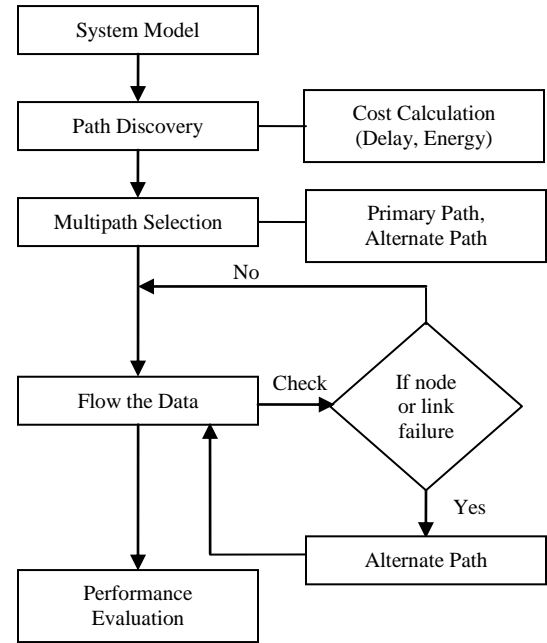 System Model
Path Discovery
Cost Calculation
(Delay, Energy)
Multipath Selection
Primary Path,
Alternate Path
No
Flow the Data
Check
If node
or link
failure
Yes
Alternate Path
Performance
Evaluation